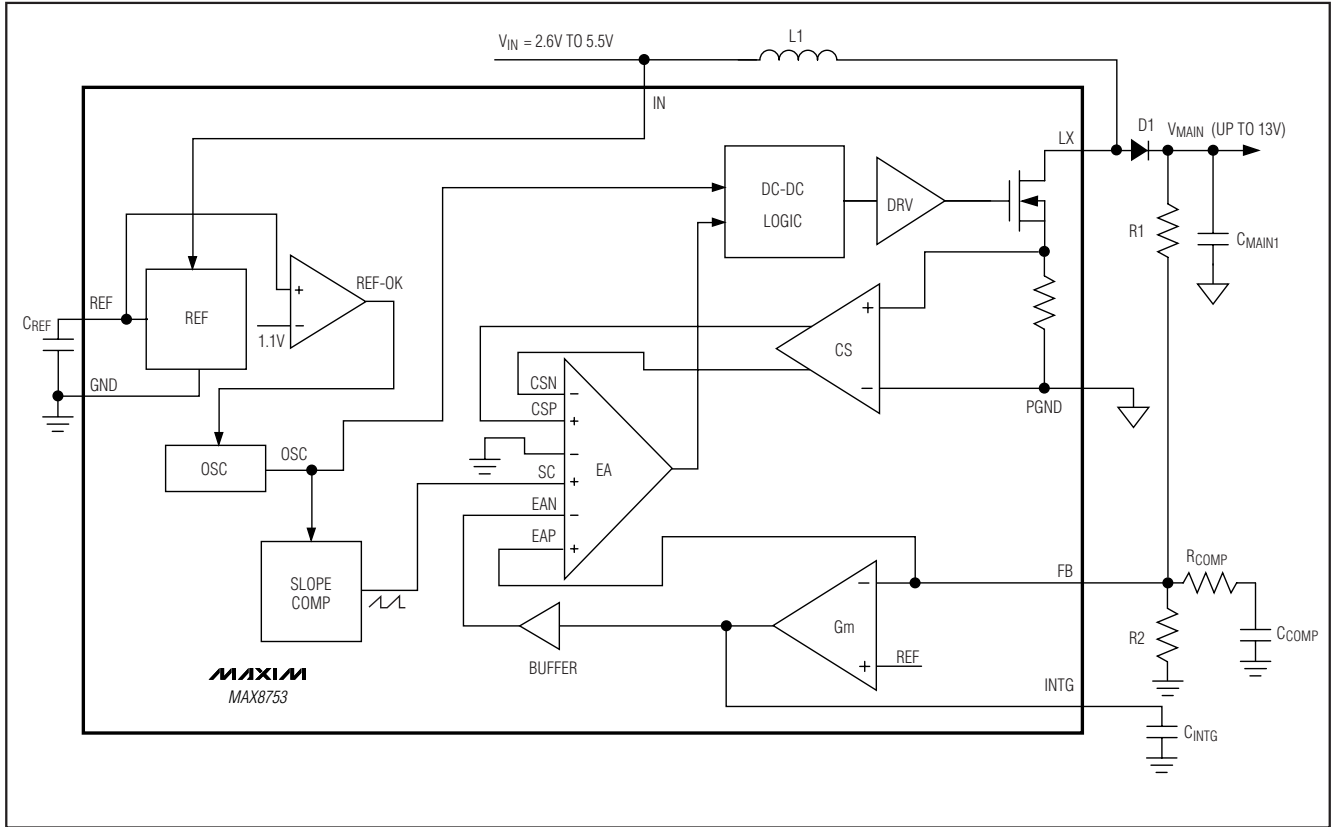 V_IN = 2.6V TO 5.5V
L1
IN
LX
D1
V_MAIN (UP TO 13V)
DC-DC
LOGIC
DRV
R1
C_MAIN1
REF-OK
REF
C_REF
REF
+
−
1.1V
GND
CS
+
−
PGND
CSN
−
CSP
+
−
SC
+
EAN
−
EAP
+
EA
OSC
OSC
SLOPE
COMP
FB
R_COMP
C_COMP
R2
Gm
−
+
REF
BUFFER
INTG
C_INTG
MAXIM
MAX8753